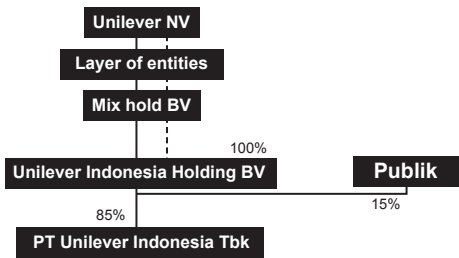 Unilever NV
Layer of entities
Mix hold BV
100%
Unilever Indonesia Holding BV
Publik
85%
15%
PT Unilever Indonesia Tbk